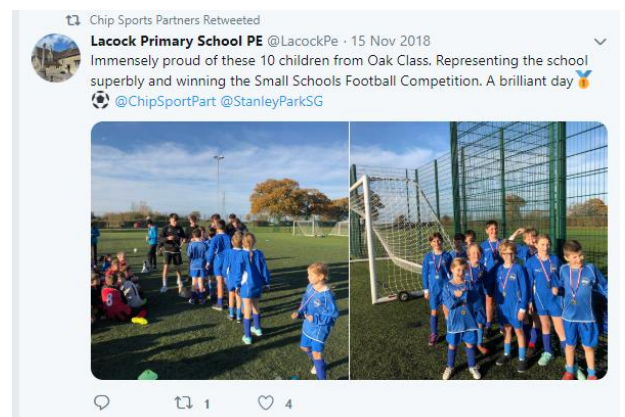 Chip Sports Partners Retweeted
Lacock Primary School PE @LacockPe · 15 Nov 2018
Immensely proud of these 10 children from Oak Class. Representing the school
superbly and winning the Small Schools Football Competition. A brilliant day🥇
⚽ @ChipSportPart @StanleyParkSG
1 4